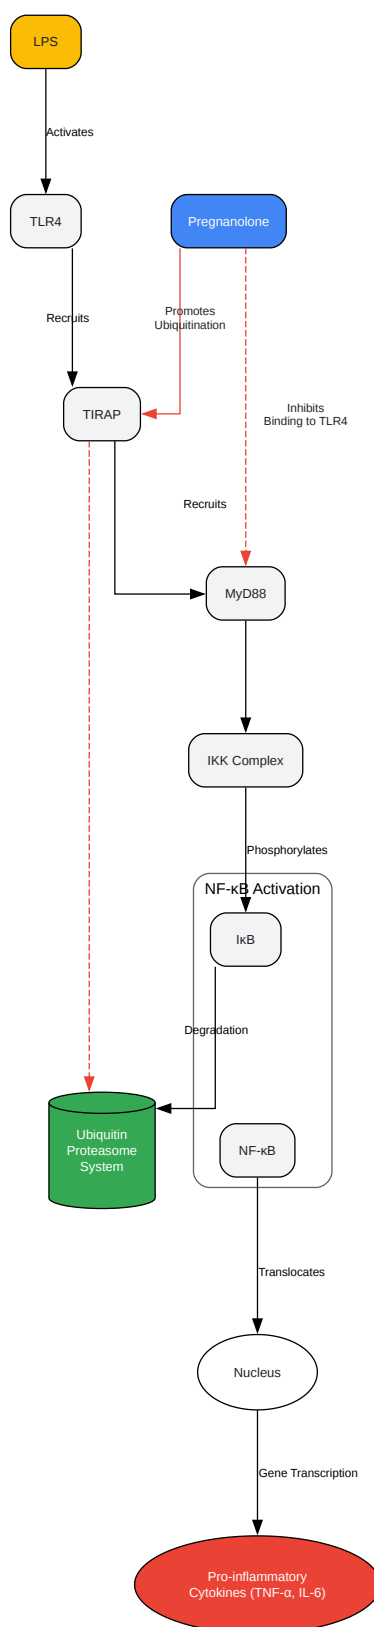 LPS
Activates
TLR4
Pregnanolone
Recruits
Promotes
Ubiquitination
TIRAP
Inhibits
Binding to TLR4
Recruits
MyD88
IKK Complex
Phosphorylates
NF-κB Activation
IκB
Degradation
Ubiquitin
Proteasome
System
NF-κB
Translocates
Nucleus
Gene Transcription
Pro-inflammatory
Cytokines (TNF-α, IL-6)